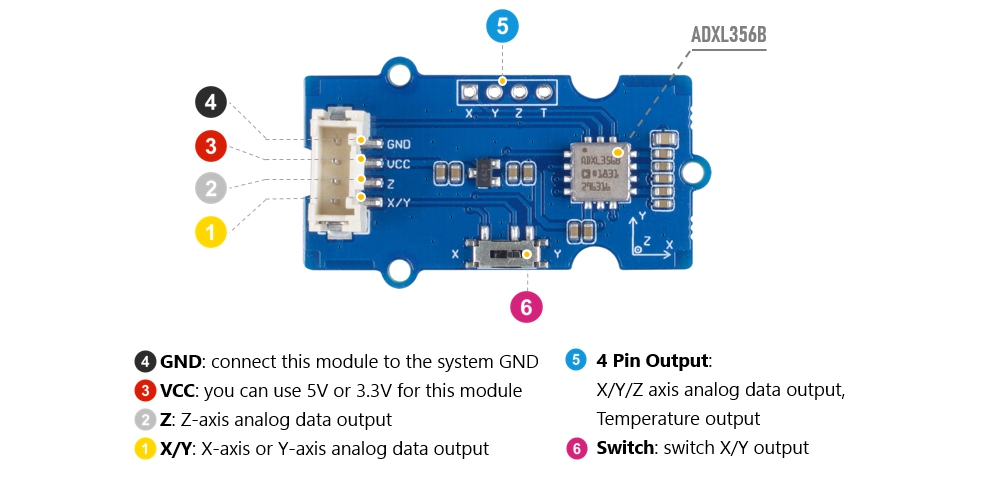 5
ADXL356B
4
3
2
1
X Y Z T
GND
VCC
Z
X/Y
ADXL356B
#1831
296316
X
Y
Y
Z
X
6
4 GND: connect this module to the system GND
3 VCC: you can use 5V or 3.3V for this module
2 Z: Z-axis analog data output
1 X/Y: X-axis or Y-axis analog data output
5 4 Pin Output:
X/Y/Z axis analog data output,
Temperature output
6 Switch: switch X/Y output